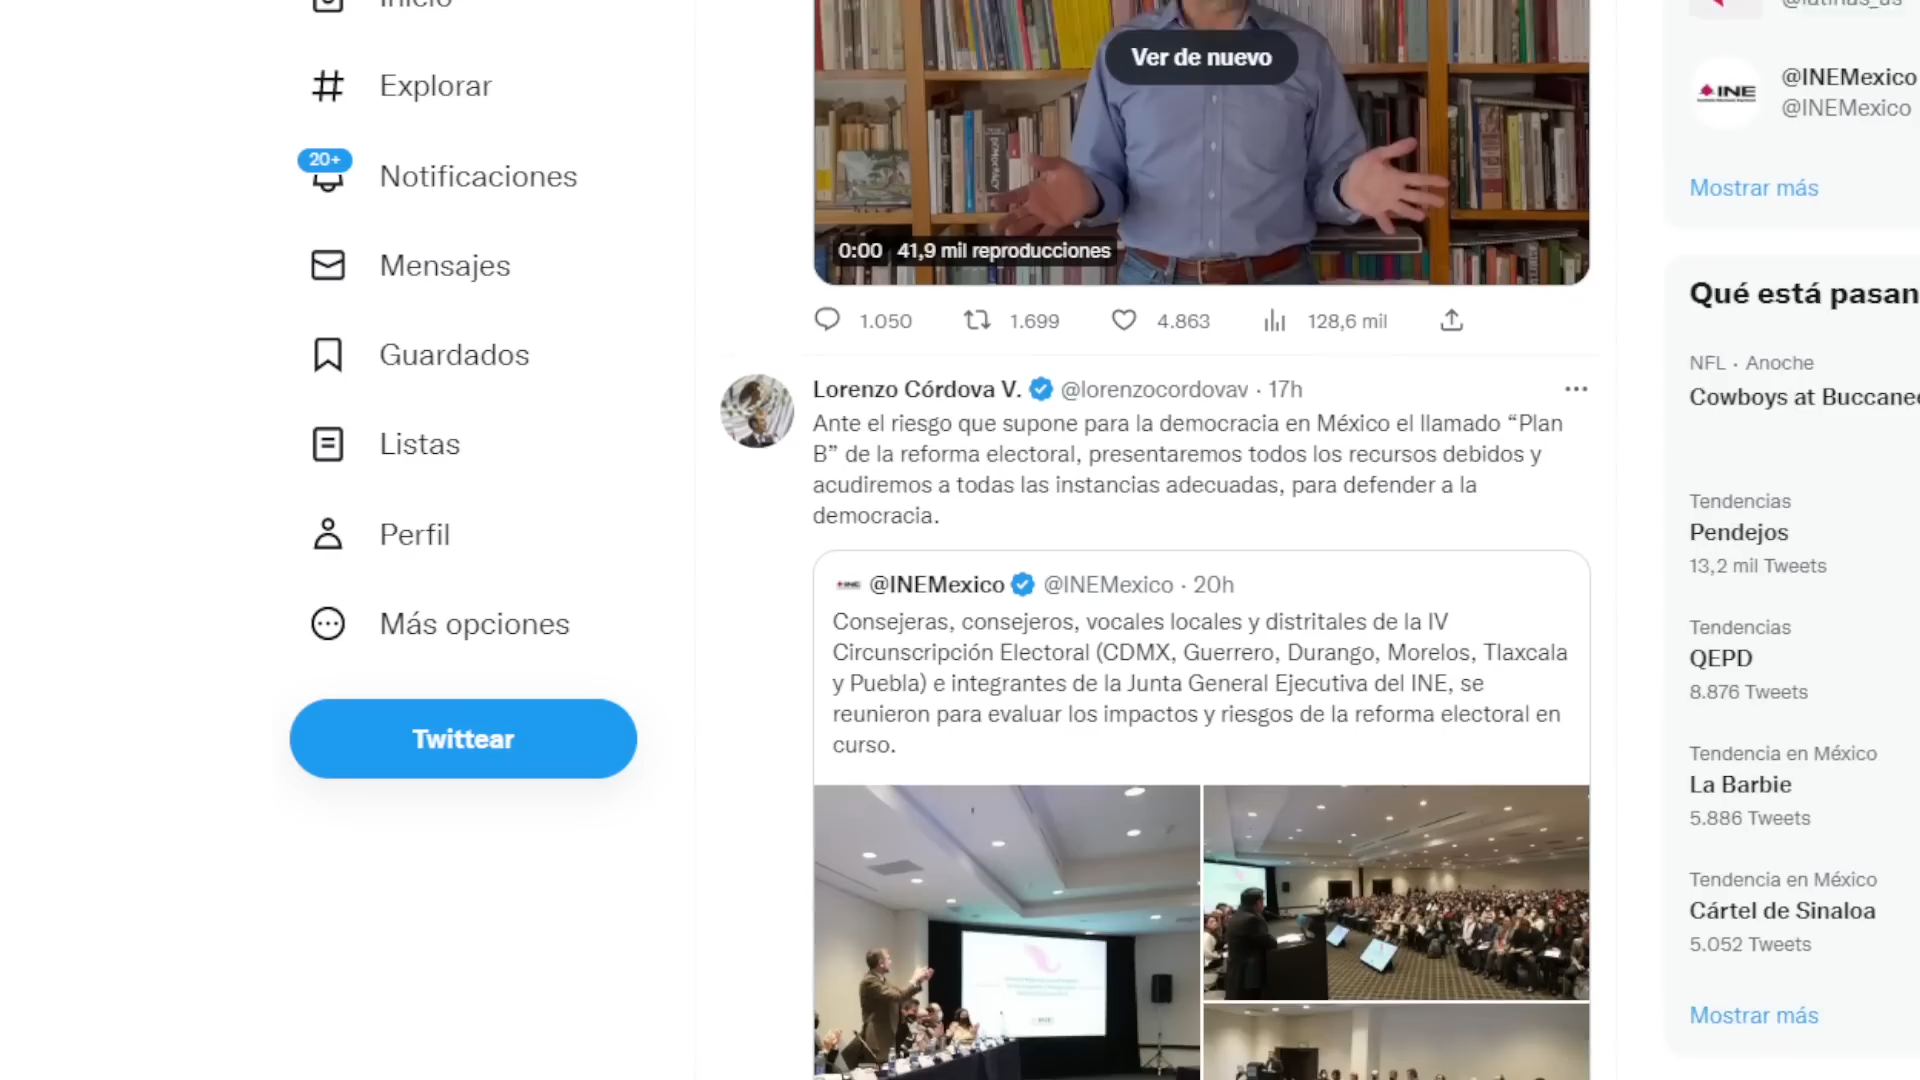 Inicio
Explorar
20+
Notificaciones
Mensajes
Guardados
Listas
Perfil
Más opciones
Twittear
Ver de nuevo
DEMOCRACY
0:00 41,9 mil reproducciones
1.050 1.699 4.863 128,6 mil
Lorenzo Córdova V. @lorenzocordovav · 17h
Ante el riesgo que supone para la democracia en México el llamado “Plan
B” de la reforma electoral, presentaremos todos los recursos debidos y
acudiremos a todas las instancias adecuadas, para defender a la
democracia.
INE @INEMexico @INEMexico · 20h
Consejeras, consejeros, vocales locales y distritales de la IV
Circunscripción Electoral (CDMX, Guerrero, Durango, Morelos, Tlaxcala
y Puebla) e integrantes de la Junta General Ejecutiva del INE, se
reunieron para evaluar los impactos y riesgos de la reforma electoral en
curso.
INE
@latinus_us
INE
@INEMexico
@INEMexico
Mostrar más
Qué está pasan
NFL · Anoche
Cowboys at Buccanee
Tendencias
Pendejos
13,2 mil Tweets
Tendencias
QEPD
8.876 Tweets
Tendencia en México
La Barbie
5.886 Tweets
Tendencia en México
Cártel de Sinaloa
5.052 Tweets
Mostrar más